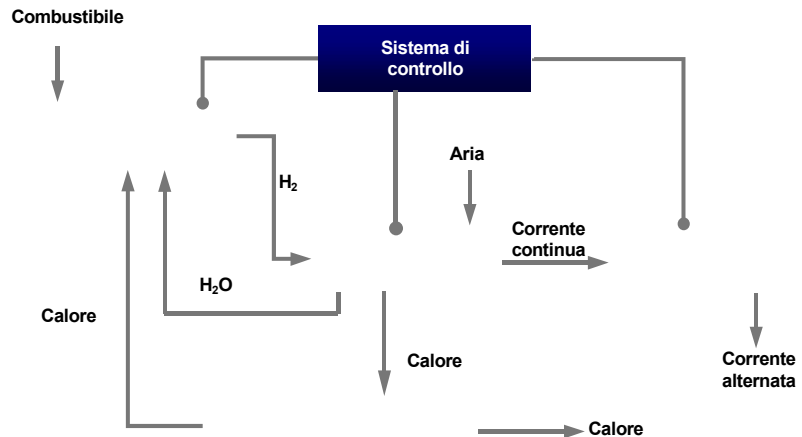 Combustibile
Sistema di
controllo
Aria
H₂
Corrente
continua
H₂O
Calore
Calore
Corrente
alternata
Calore